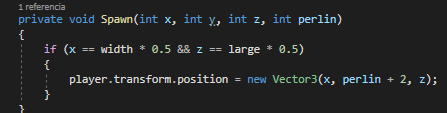 1 referencia
private void Spawn(int x, int y, int z, int perlin)
{
if (x == width * 0.5 && z == large * 0.5)
{
player.transform.position = new Vector3(x, perlin + 2, z);
}
}